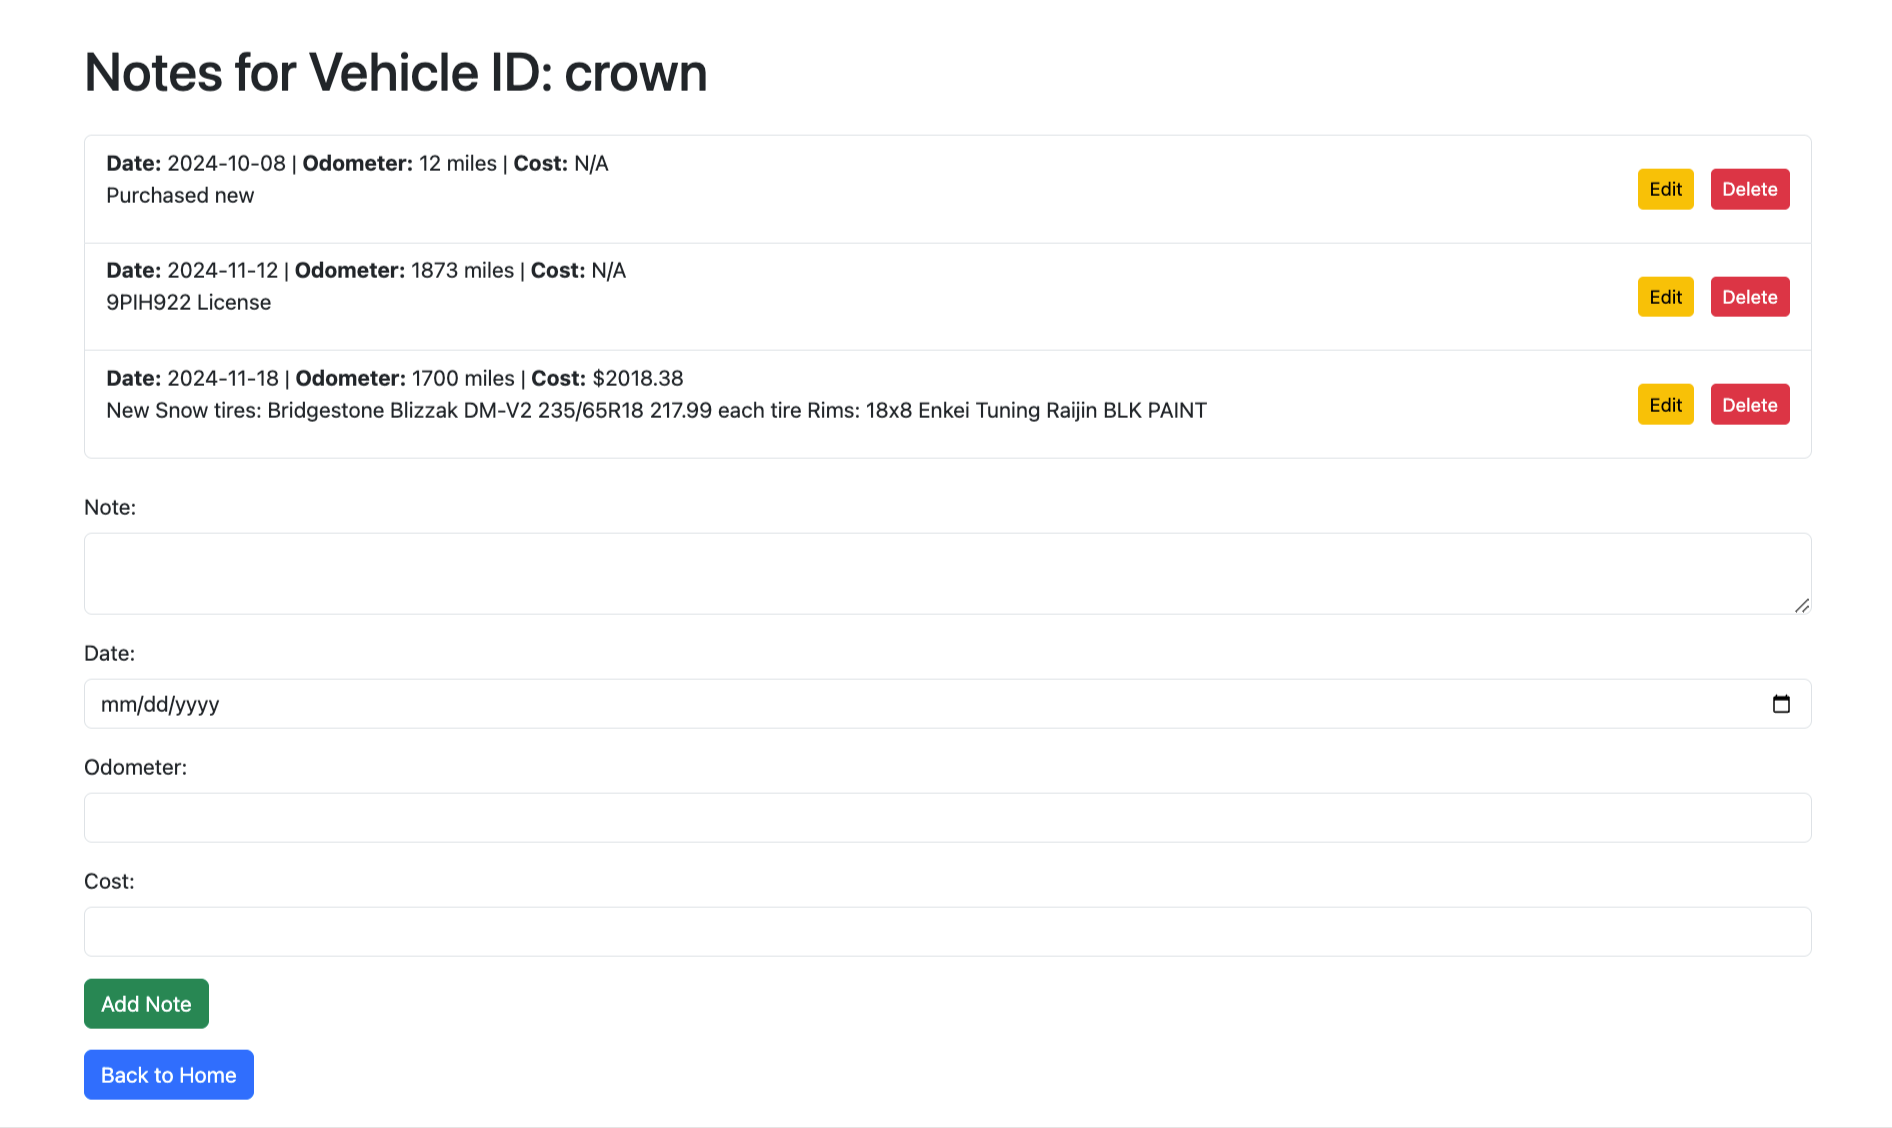 Notes for Vehicle ID: crown
Date: 2024-10-08 | Odometer: 12 miles | Cost: N/A
Purchased new
Edit Delete
Date: 2024-11-12 | Odometer: 1873 miles | Cost: N/A
9PIH922 License
Edit Delete
Date: 2024-11-18 | Odometer: 1700 miles | Cost: $2018.38
New Snow tires: Bridgestone Blizzak DM-V2 235/65R18 217.99 each tire Rims: 18x8 Enkei Tuning Raijin BLK PAINT
Edit Delete
Note:
Date:
mm/dd/yyyy
Odometer:
Cost:
Add Note
Back to Home